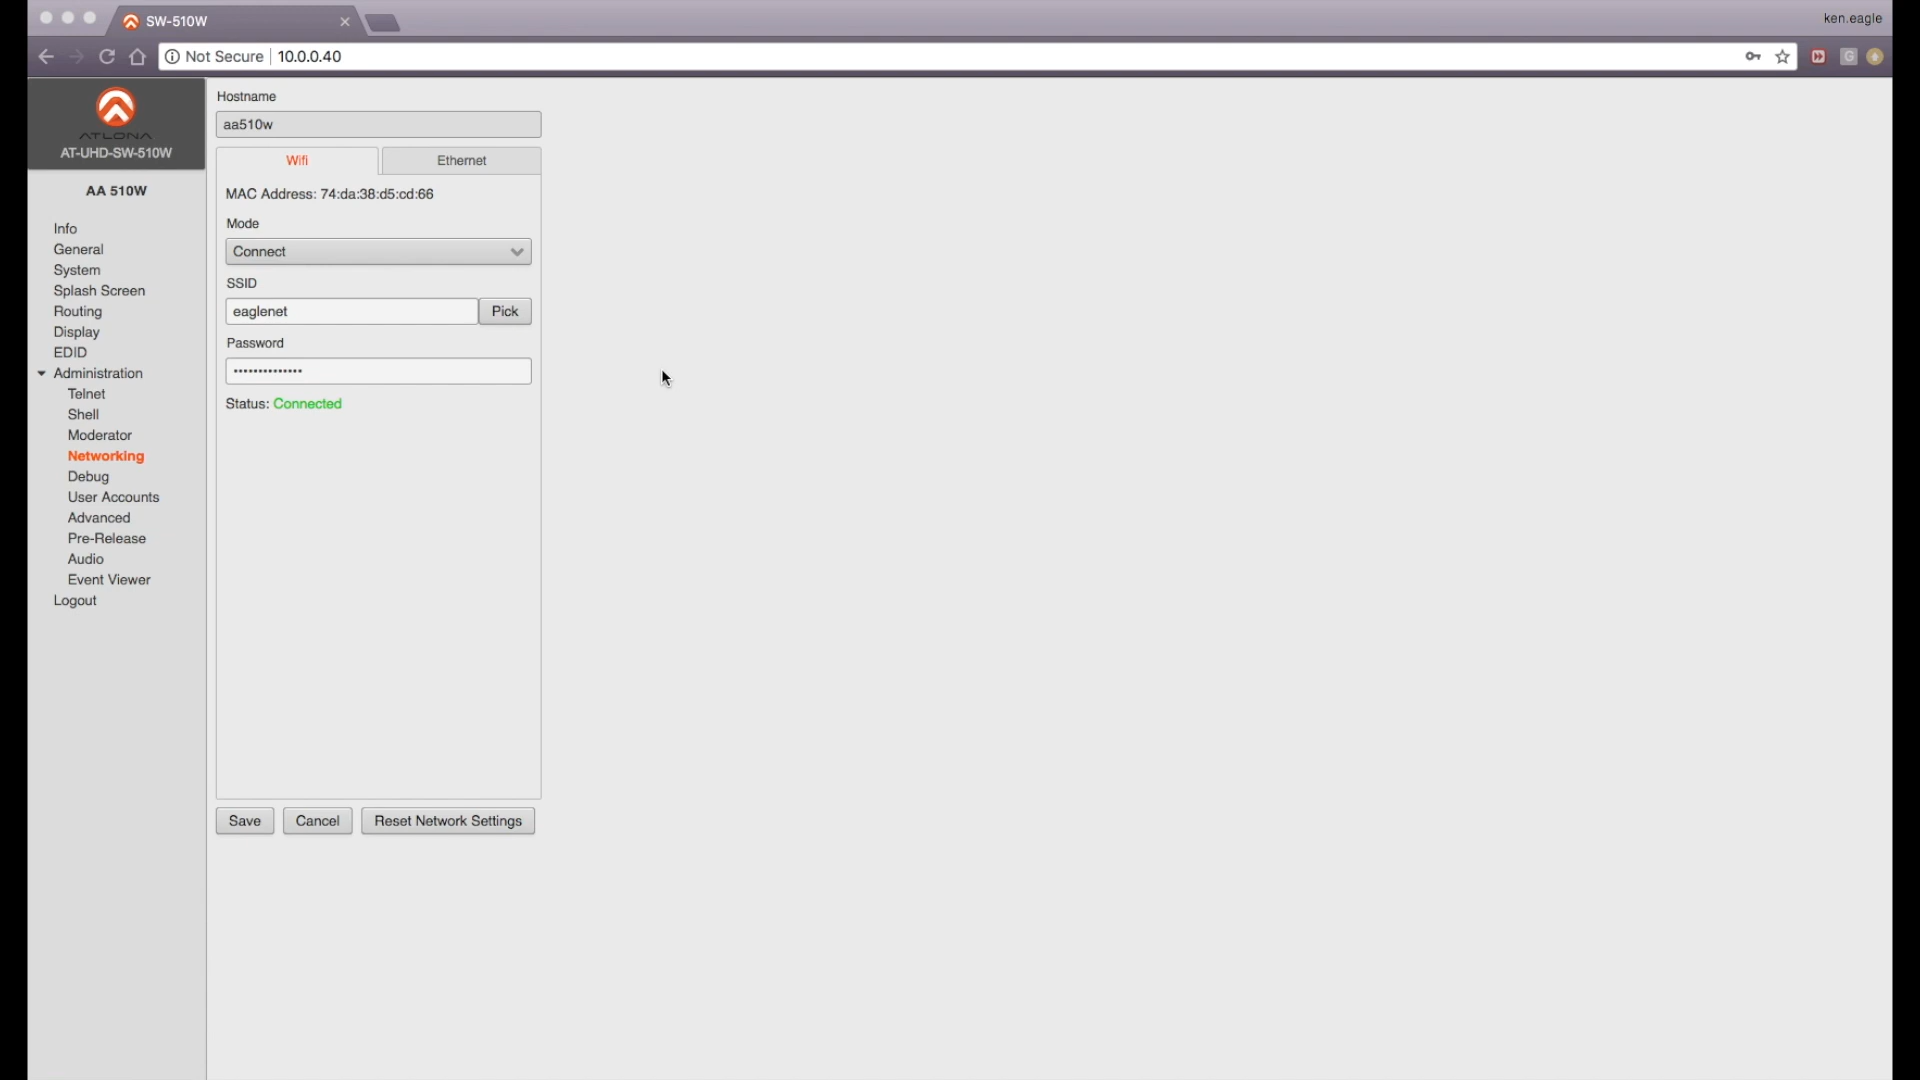 SW-510W
ken.eagle
Not Secure
10.0.0.40
ATLONA
AT-UHD-SW-510W
AA 510W
Info
General
System
Splash Screen
Routing
Display
EDID
Administration
Telnet
Shell
Moderator
Networking
Debug
User Accounts
Advanced
Pre-Release
Audio
Event Viewer
Logout
Hostname
aa510w
Wifi
Ethernet
MAC Address: 74:da:38:d5:cd:66
Mode
Connect
SSID
eaglenet
Pick
Password
••••••••••••••
Status: Connected
Save
Cancel
Reset Network Settings